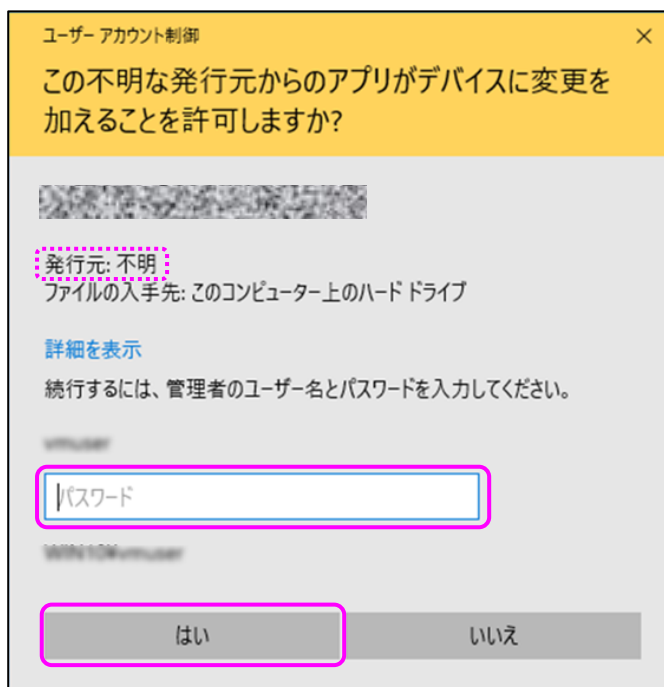 ユーザー アカウント制御
この不明な発行元からのアプリがデバイスに変更を
加えることを許可しますか?
発行元: 不明
ファイルの入手先: このコンピューター上のハード ドライブ
詳細を表示
続行するには、管理者のユーザー名とパスワードを入力してください。
vmuser
パスワード
WIN10¥vmuser
はい
いいえ